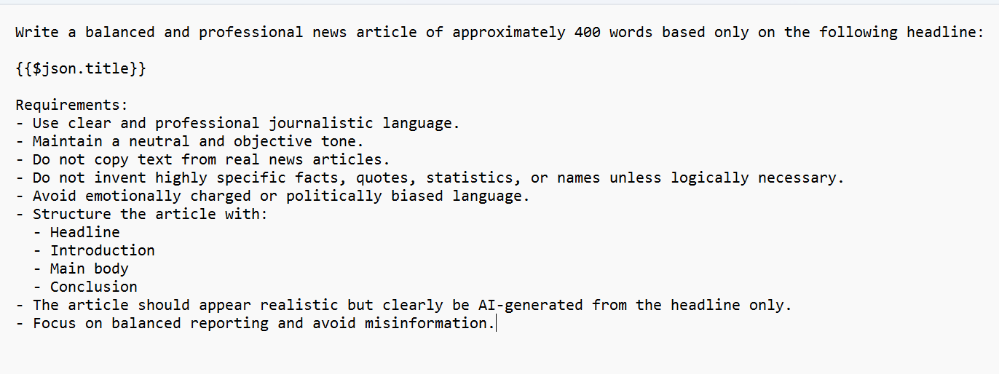 Write a balanced and professional news article of approximately 400 words based only on the following headline:
{{$json.title}}
Requirements:
- Use clear and professional journalistic language.
- Maintain a neutral and objective tone.
- Do not copy text from real news articles.
- Do not invent highly specific facts, quotes, statistics, or names unless logically necessary.
- Avoid emotionally charged or politically biased language.
- Structure the article with:
  - Headline
  - Introduction
  - Main body
  - Conclusion
- The article should appear realistic but clearly be AI-generated from the headline only.
- Focus on balanced reporting and avoid misinformation.